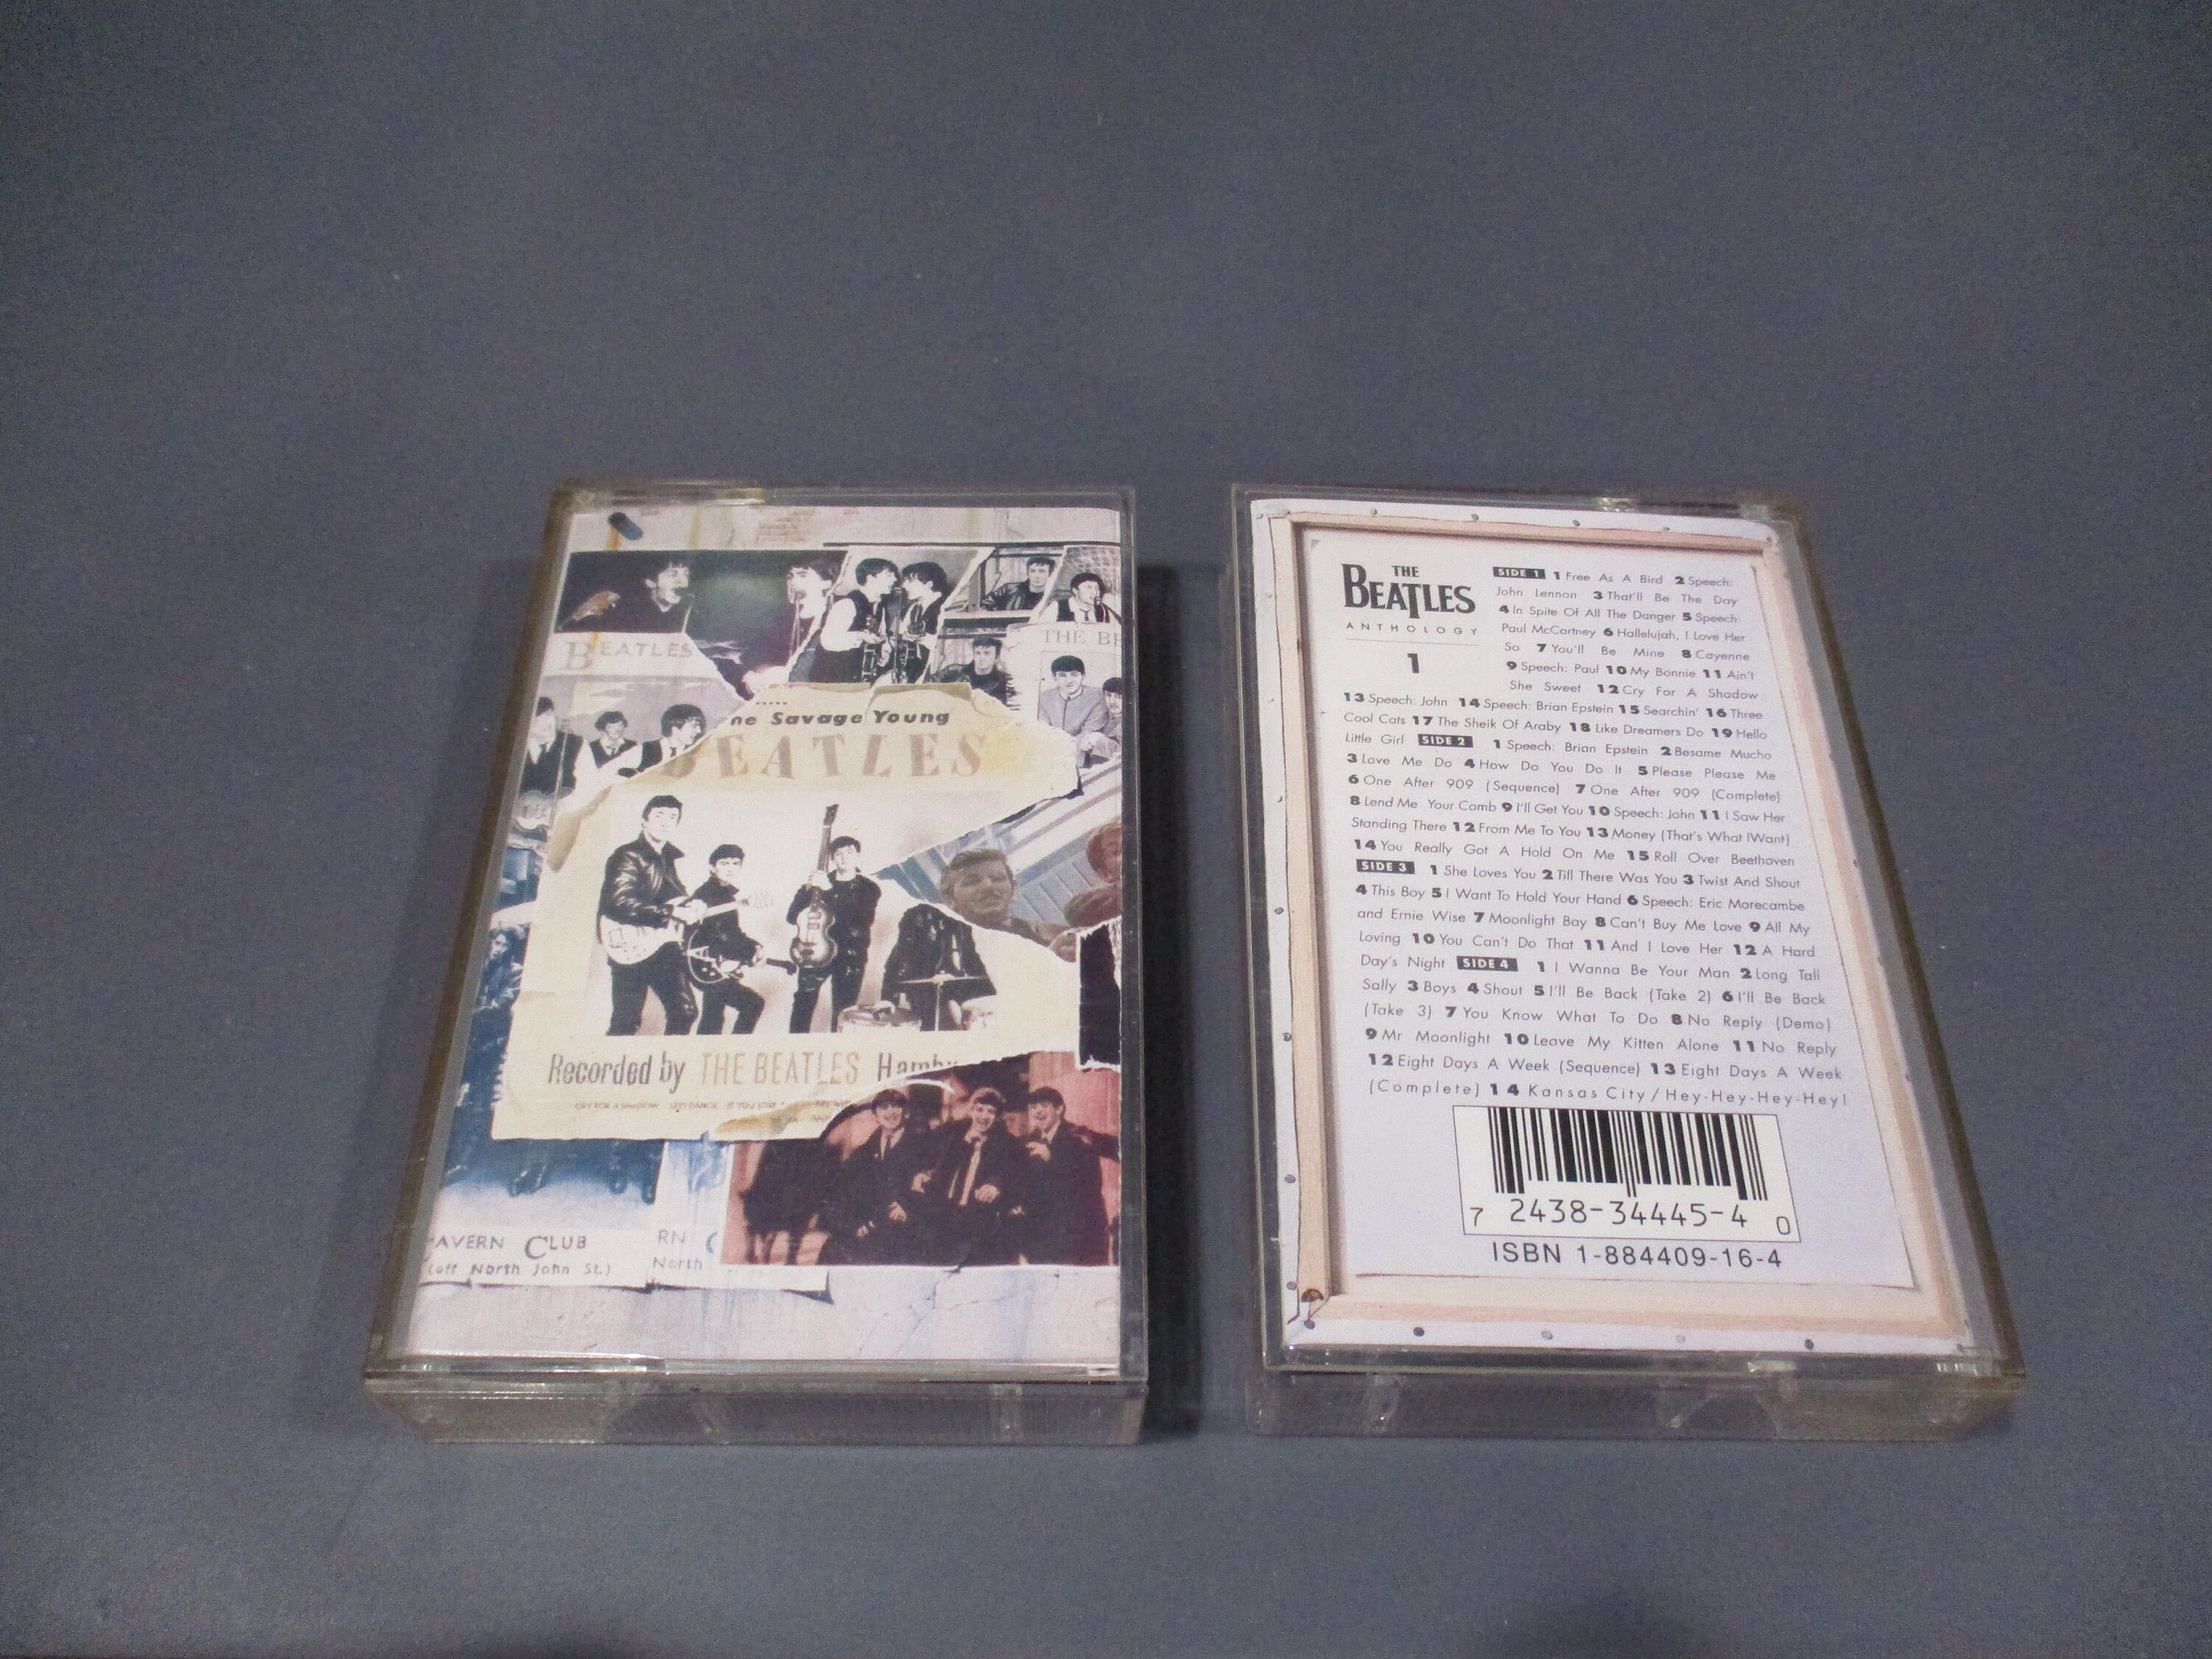 BEATLES
THE BE
ne Savage Young
BEATLES
Recorded by THE BEATLES Hambu
CRY FOR A SHADOW LET'S DANCE IF YOU LOVE
AVERN CLUB
(off North John St.)
RN C
North
THE
BEATLES
ANTHOLOGY
1
SIDE 1 1 Free As A Bird 2 Speech:
John Lennon 3 That'll Be The Day
4 In Spite Of All The Danger 5 Speech:
Paul McCartney 6 Hallelujah, I Love Her
So 7 You'll Be Mine 8 Cayenne
9 Speech: Paul 10 My Bonnie 11 Ain't
She Sweet 12 Cry For A Shadow
13 Speech: John 14 Speech: Brian Epstein 15 Searchin' 16 Three
Cool Cats 17 The Sheik Of Araby 18 Like Dreamers Do 19 Hello
Little Girl SIDE 2 1 Speech: Brian Epstein 2 Besame Mucho
3 Love Me Do 4 How Do You Do It 5 Please Please Me
6 One After 909 (Sequence) 7 One After 909 (Complete)
8 Lend Me Your Comb 9 I'll Get You 10 Speech: John 11 I Saw Her
Standing There 12 From Me To You 13 Money (That's What IWant)
14 You Really Got A Hold On Me 15 Roll Over Beethoven
SIDE 3 1 She Loves You 2 Till There Was You 3 Twist And Shout
4 This Boy 5 I Want To Hold Your Hand 6 Speech: Eric Morecambe
and Ernie Wise 7 Moonlight Bay 8 Can't Buy Me Love 9 All My
Loving 10 You Can't Do That 11 And I Love Her 12 A Hard
Day's Night SIDE 4 1 I Wanna Be Your Man 2 Long Tall
Sally 3 Boys 4 Shout 5 I'll Be Back (Take 2) 6 I'll Be Back
(Take 3) 7 You Know What To Do 8 No Reply (Demo)
9 Mr Moonlight 10 Leave My Kitten Alone 11 No Reply
12 Eight Days A Week (Sequence) 13 Eight Days A Week
(Complete) 14 Kansas City/Hey-Hey-Hey-Hey!
7 2438-34445-4 0
ISBN 1-884409-16-4